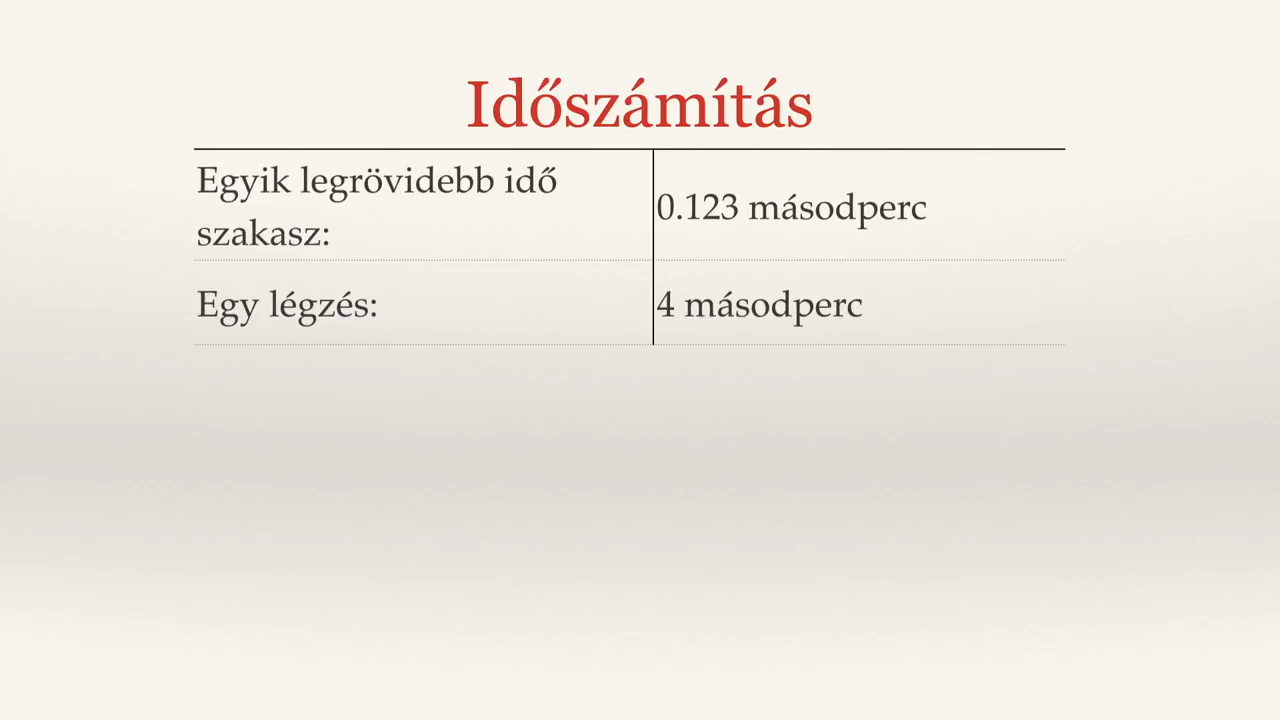 Időszámítás
Egyik legrövidebb idő
szakasz:
0.123 másodperc
Egy légzés:
4 másodperc